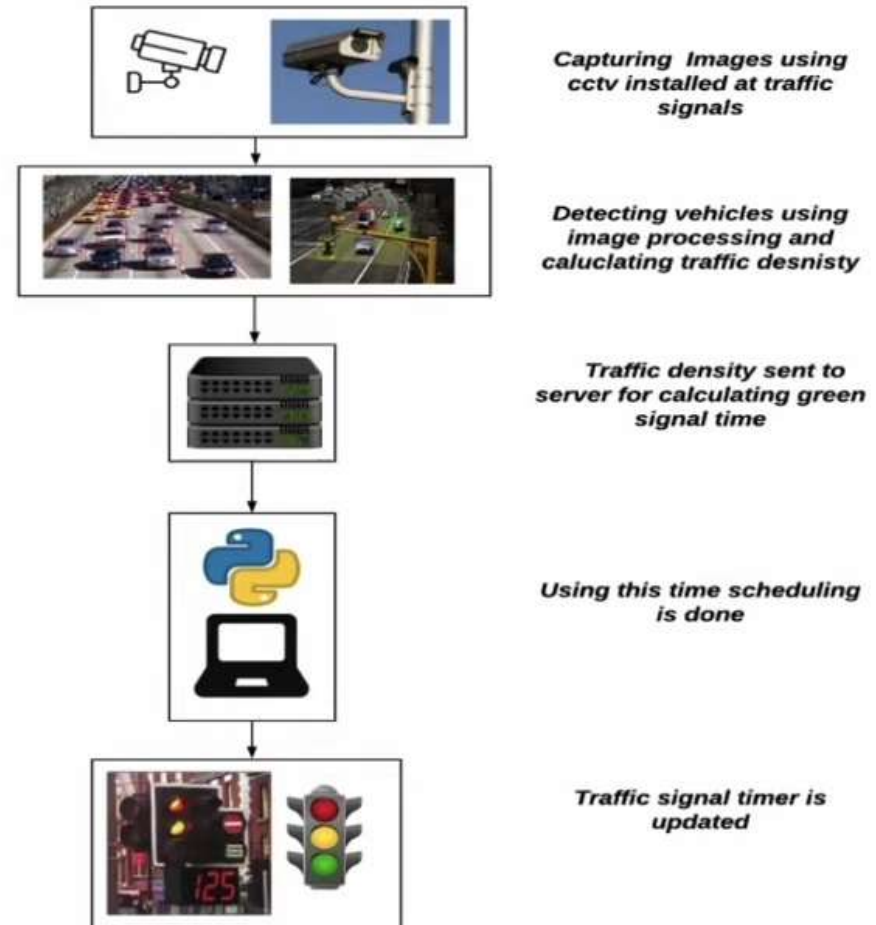 Capturing Images using
cctv installed at traffic
signals
Detecting vehicles using
image processing and
caluclating traffic desnisty
Traffic density sent to
server for calculating green
signal time
Using this time scheduling
is done
Traffic signal timer is
updated
125